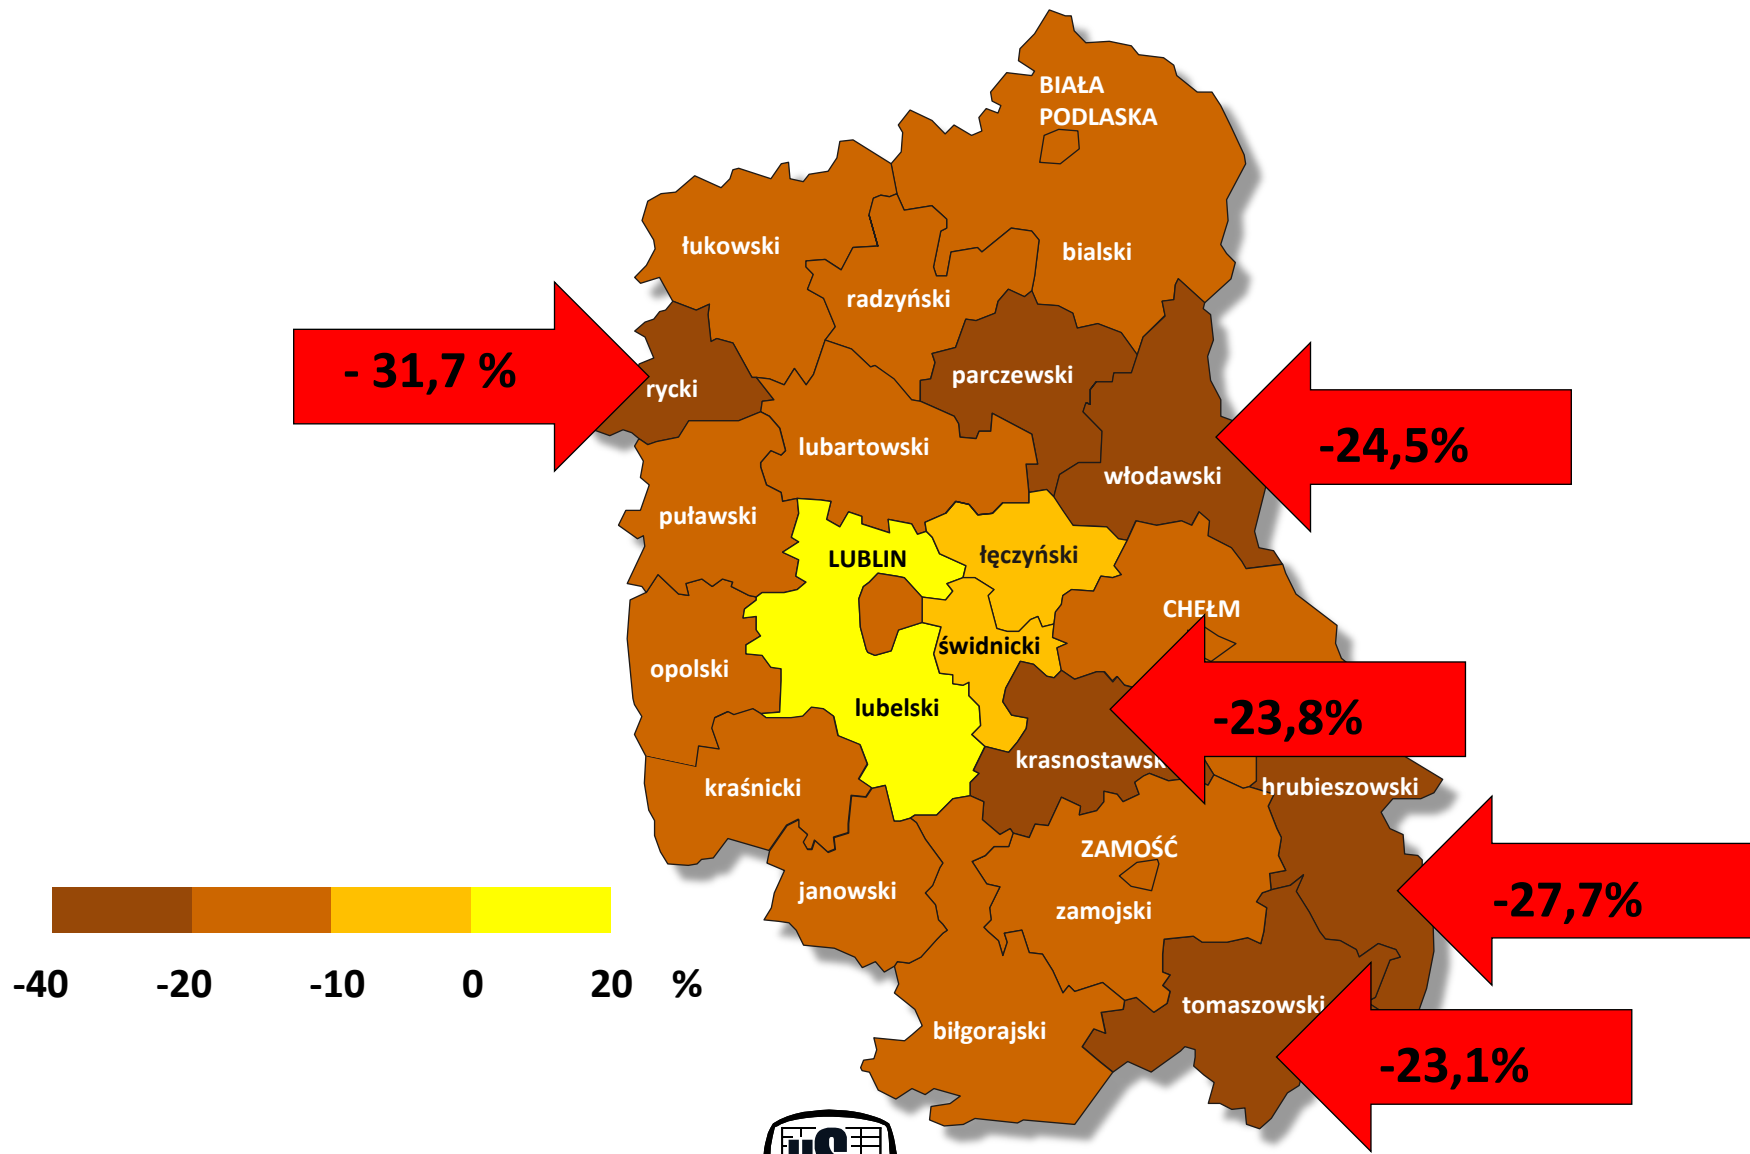 BIAŁA
PODLASKA
łukowski
bialski
radzyński
- 31,7 %
rycki
parczewski
-24,5%
lubartowski
włodawski
puławski
LUBLIN
łęczyński
CHEŁM
świdnicki
opolski
lubelski
-23,8%
krasnostawsk
kraśnicki
hrubieszowski
ZAMOŚĆ
janowski
zamojski
-27,7%
-40 -20 -10 0 20 %
tomaszowski
biłgorajski
-23,1%
US